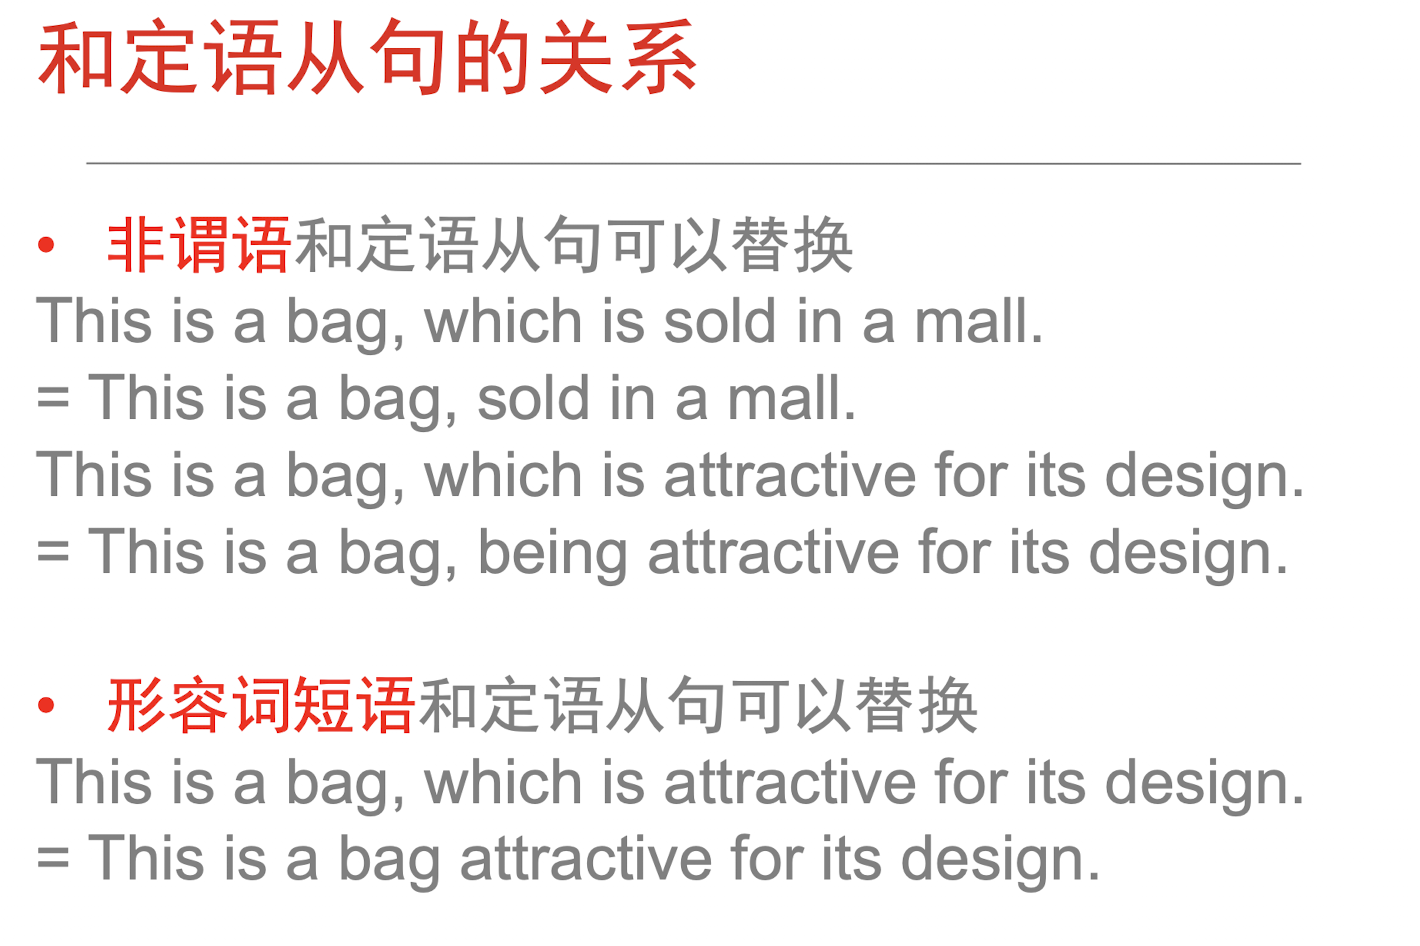 和定语从句的关系
• 非谓语和定语从句可以替换
This is a bag, which is sold in a mall.
= This is a bag, sold in a mall.
This is a bag, which is attractive for its design.
= This is a bag, being attractive for its design.
• 形容词短语和定语从句可以替换
This is a bag, which is attractive for its design.
= This is a bag attractive for its design.